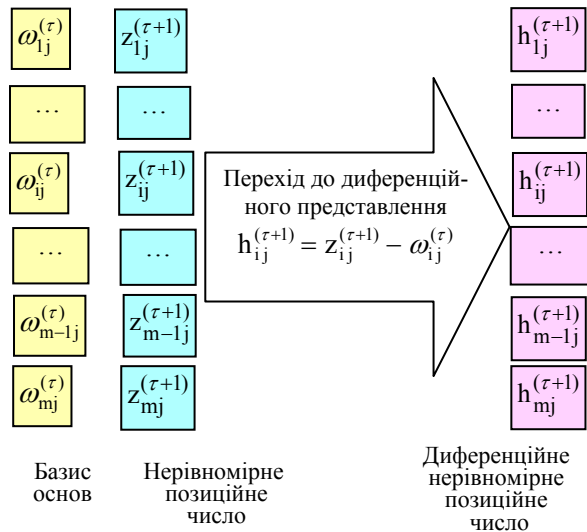 ω₁ⱼ^(τ) z₁ⱼ^(τ+1) h₁ⱼ^(τ+1)
... ... ...
ωᵢⱼ^(τ) zᵢⱼ^(τ+1) hᵢⱼ^(τ+1)
... ... ...
ωₘ₋₁ⱼ^(τ) zₘ₋₁ⱼ^(τ+1) hₘ₋₁ⱼ^(τ+1)
ωₘⱼ^(τ) zₘⱼ^(τ+1) hₘⱼ^(τ+1)
Перехід до диференцій-
ного представлення
hᵢⱼ^(τ+1) = zᵢⱼ^(τ+1) − ωᵢⱼ^(τ)
Базис
основ
Нерівномірне
позиційне
число
Диференційне
нерівномірне
позиційне
число